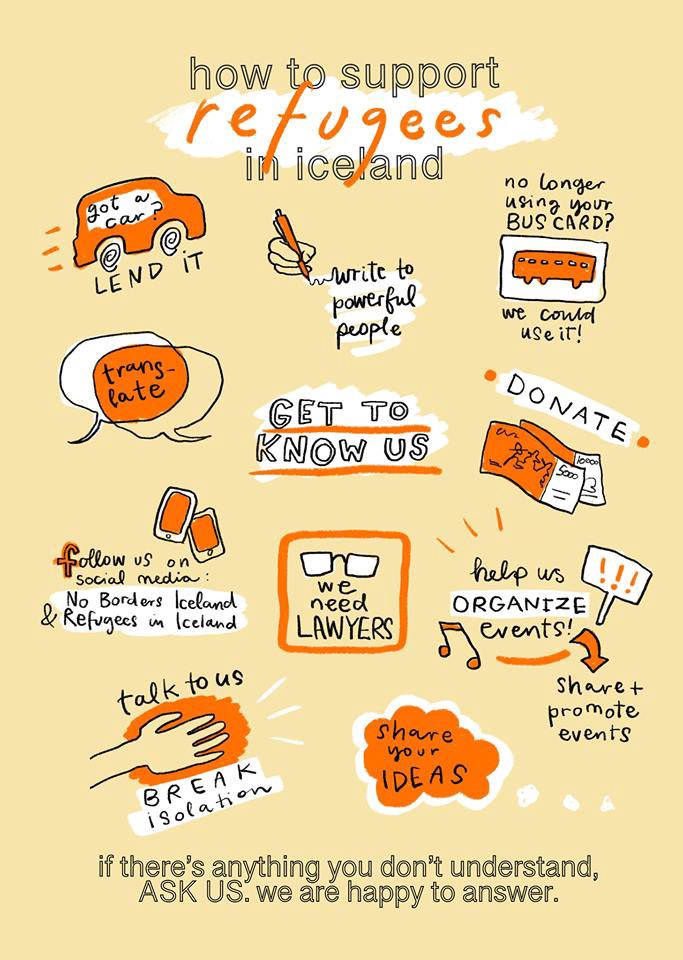 how to support
refugees
in iceland
got a
car?
LEND IT
write to
powerful
people
no longer
using your
BUS CARD?
we could
use it!
trans-
late
GET TO
KNOW US
DONATE
5000
10000
follow us on
social media:
No Borders Iceland
& Refugees in Iceland
we
need
LAWYERS
help us
ORGANIZE
events!
!!!
share +
promote
events
talk to us
BREAK
isolation
share
your
IDEAS
if there's anything you don't understand,
ASK US. we are happy to answer.